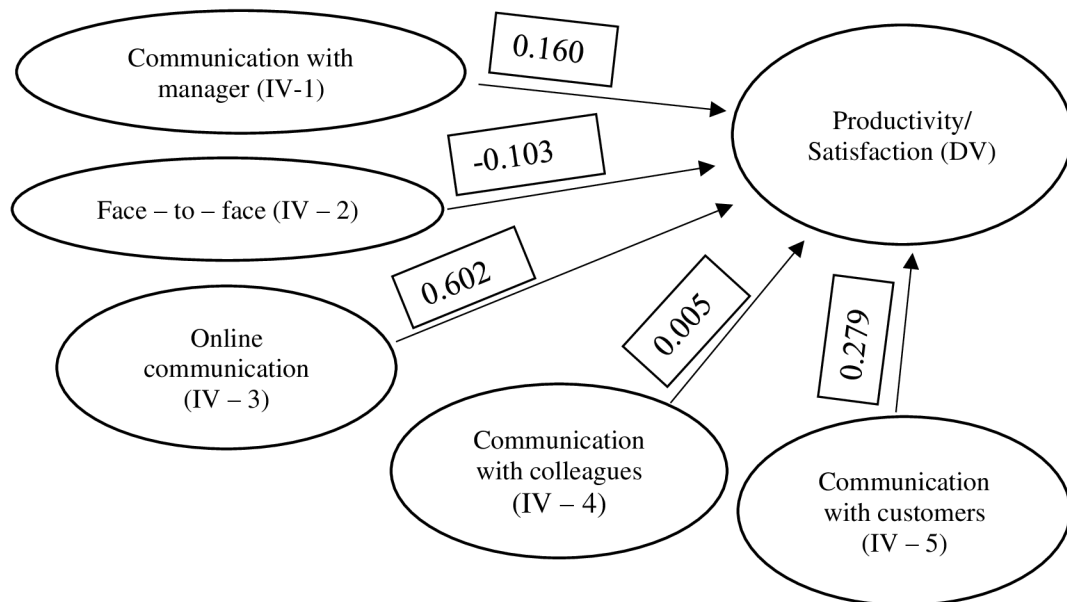 Communication with
manager (IV-1)
0.160
Productivity/
Satisfaction (DV)
-0.103
Face – to – face (IV – 2)
0.602
Online
communication
(IV – 3)
0.005
0.279
Communication
with colleagues
(IV – 4)
Communication
with customers
(IV – 5)